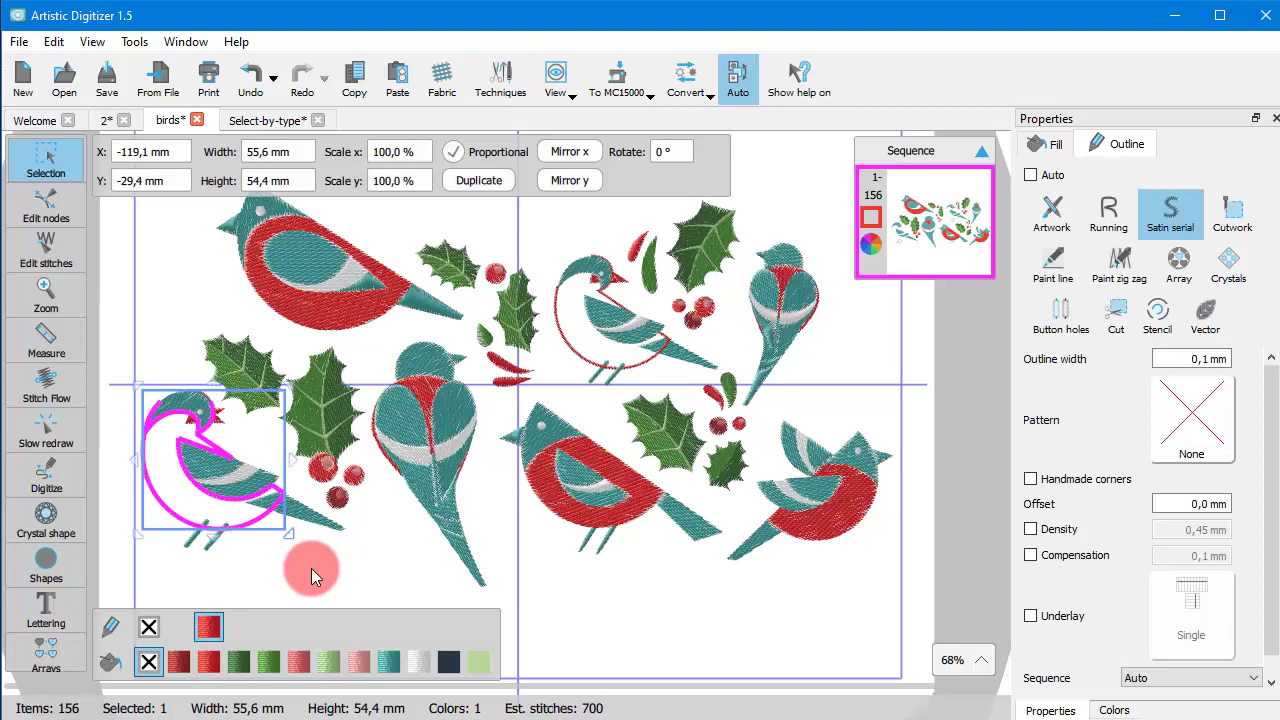 Artistic Digitizer 1.5
File Edit View Tools Window Help
New Open Save From File Print Undo Redo Copy Paste Fabric Techniques View To MC15000 Convert Auto Show help on
Welcome 2* birds* Select-by-type*
X: -119,1 mm Width: 55,6 mm Scale x: 100,0 % Proportional Mirror x Rotate: 0 °
Y: -29,4 mm Height: 54,4 mm Scale y: 100,0 % Duplicate Mirror y
Selection
Edit nodes
Edit stitches
Zoom
Measure
Stitch Flow
Slow redraw
Digitize
Crystal shape
Shapes
Lettering
Arrays
Sequence
1-
156
68%
Properties
Fill Outline
Auto
Artwork Running Satin serial Cutwork
Paint line Paint zig zag Array Crystals
Button holes Cut Stencil Vector
Outline width 0,1 mm
Pattern
None
Handmade corners
Offset 0,0 mm
Density 0,45 mm
Compensation 0,1 mm
Underlay
Single
Sequence Auto
Properties Colors
Items: 156 Selected: 1 Width: 55,6 mm Height: 54,4 mm Colors: 1 Est. stitches: 700